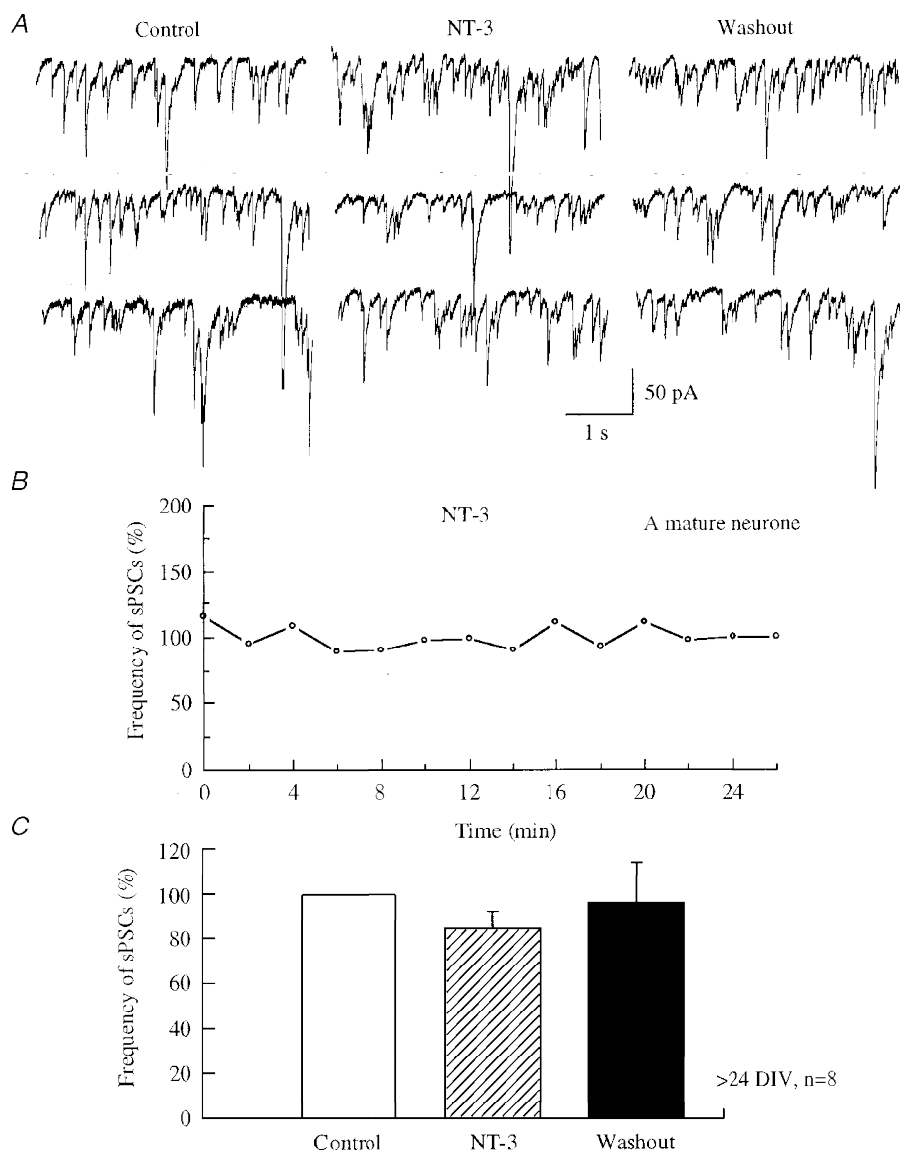 A
Control
NT-3
Washout
50 pA
1 s
B
Frequency of sPSCs (%)
200
150
100
50
0
NT-3
A mature neurone
0 4 8 12 16 20 24
Time (min)
C
Frequency of sPSCs (%)
120
100
80
60
40
20
0
>24 DIV, n=8
Control NT-3 Washout